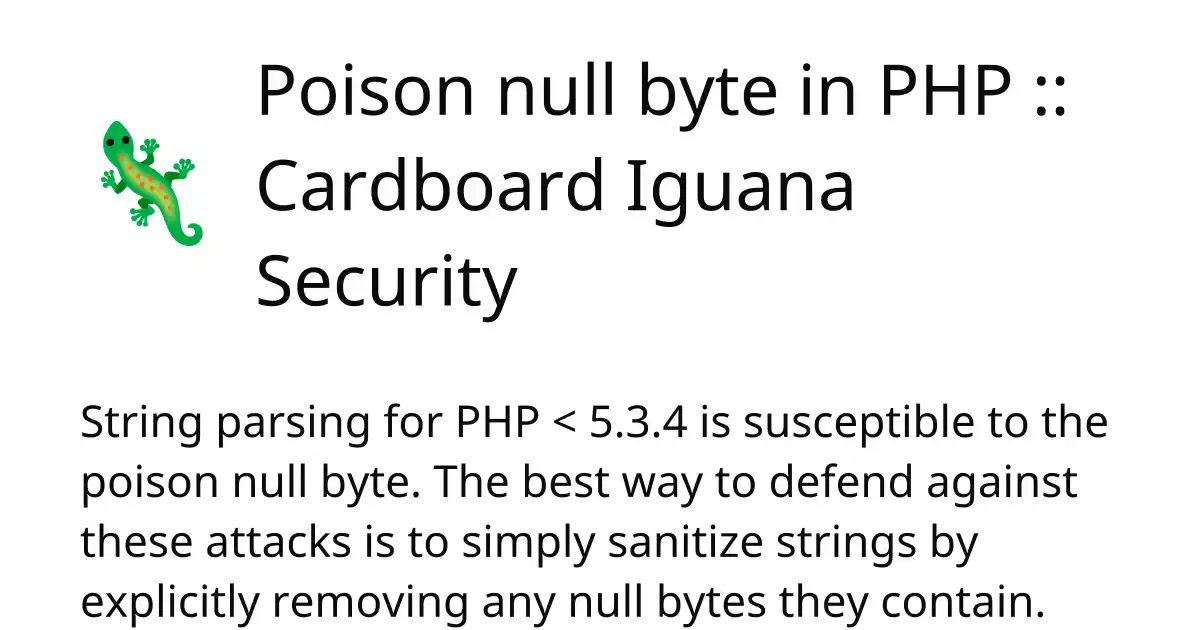 Poison null byte in PHP ::
Cardboard Iguana
Security
String parsing for PHP < 5.3.4 is susceptible to the
poison null byte. The best way to defend against
these attacks is to simply sanitize strings by
explicitly removing any null bytes they contain.